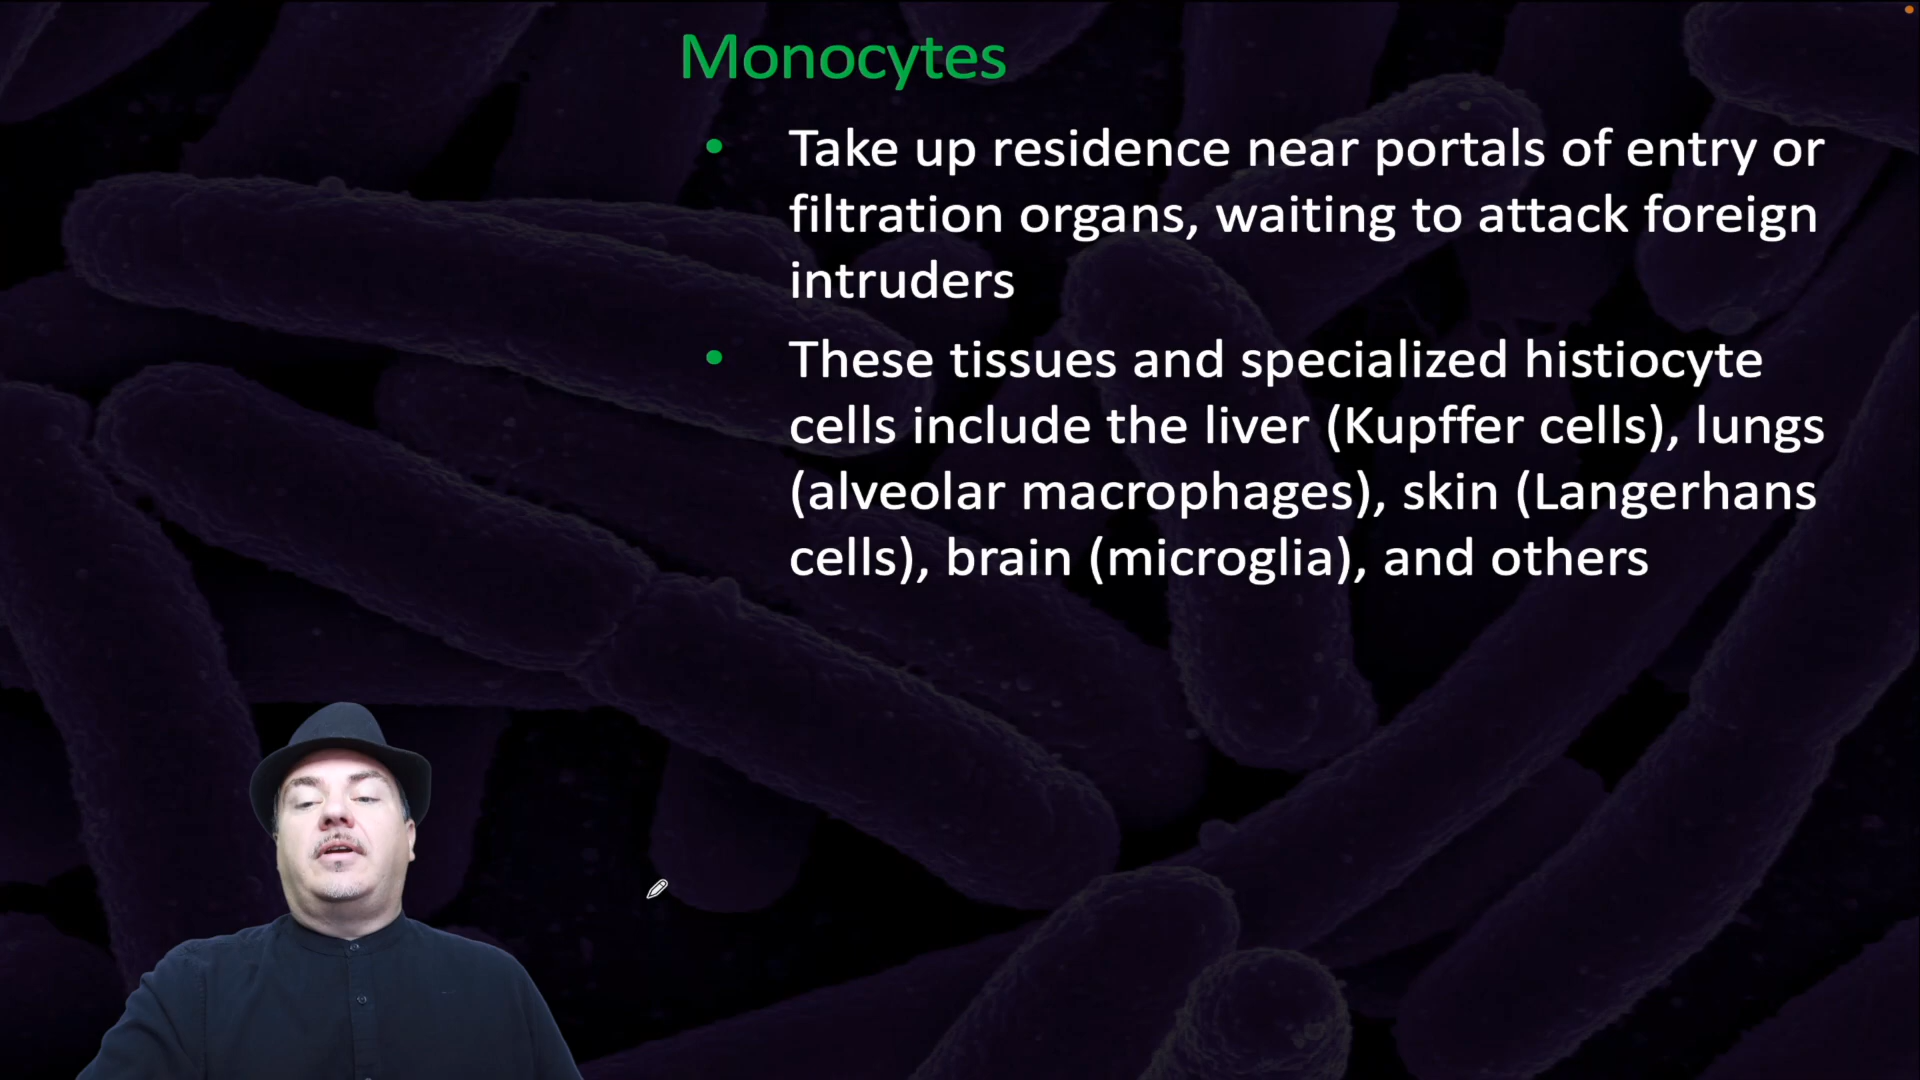 Monocytes
• Take up residence near portals of entry or
filtration organs, waiting to attack foreign
intruders
• These tissues and specialized histiocyte
cells include the liver (Kupffer cells), lungs
(alveolar macrophages), skin (Langerhans
cells), brain (microglia), and others